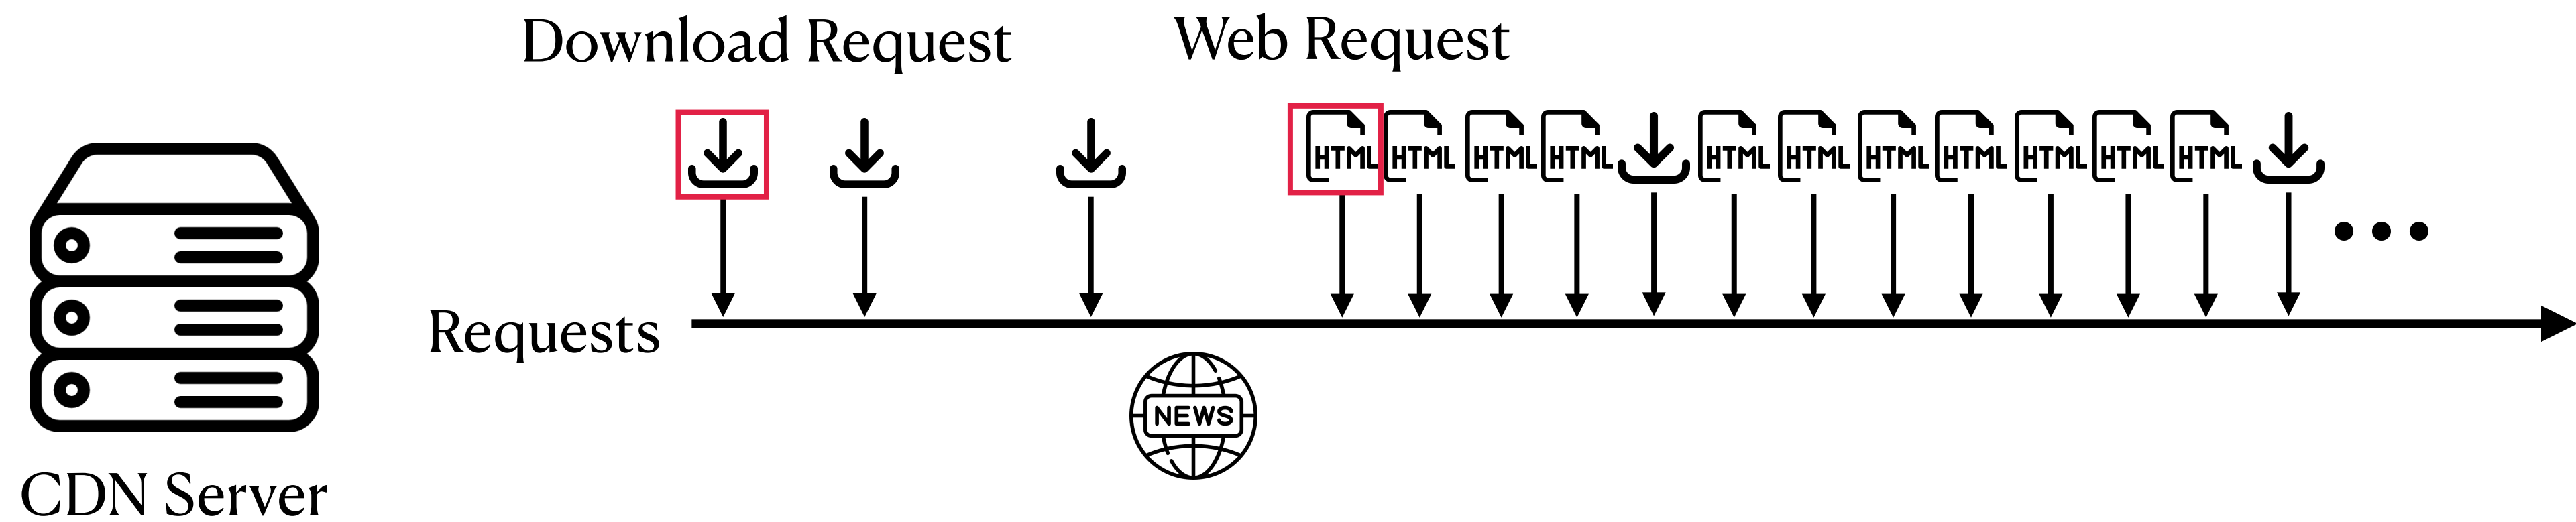 Download Request
Web Request
HTML HTML HTML HTML HTML HTML HTML HTML HTML HTML HTML
Requests
NEWS
CDN Server